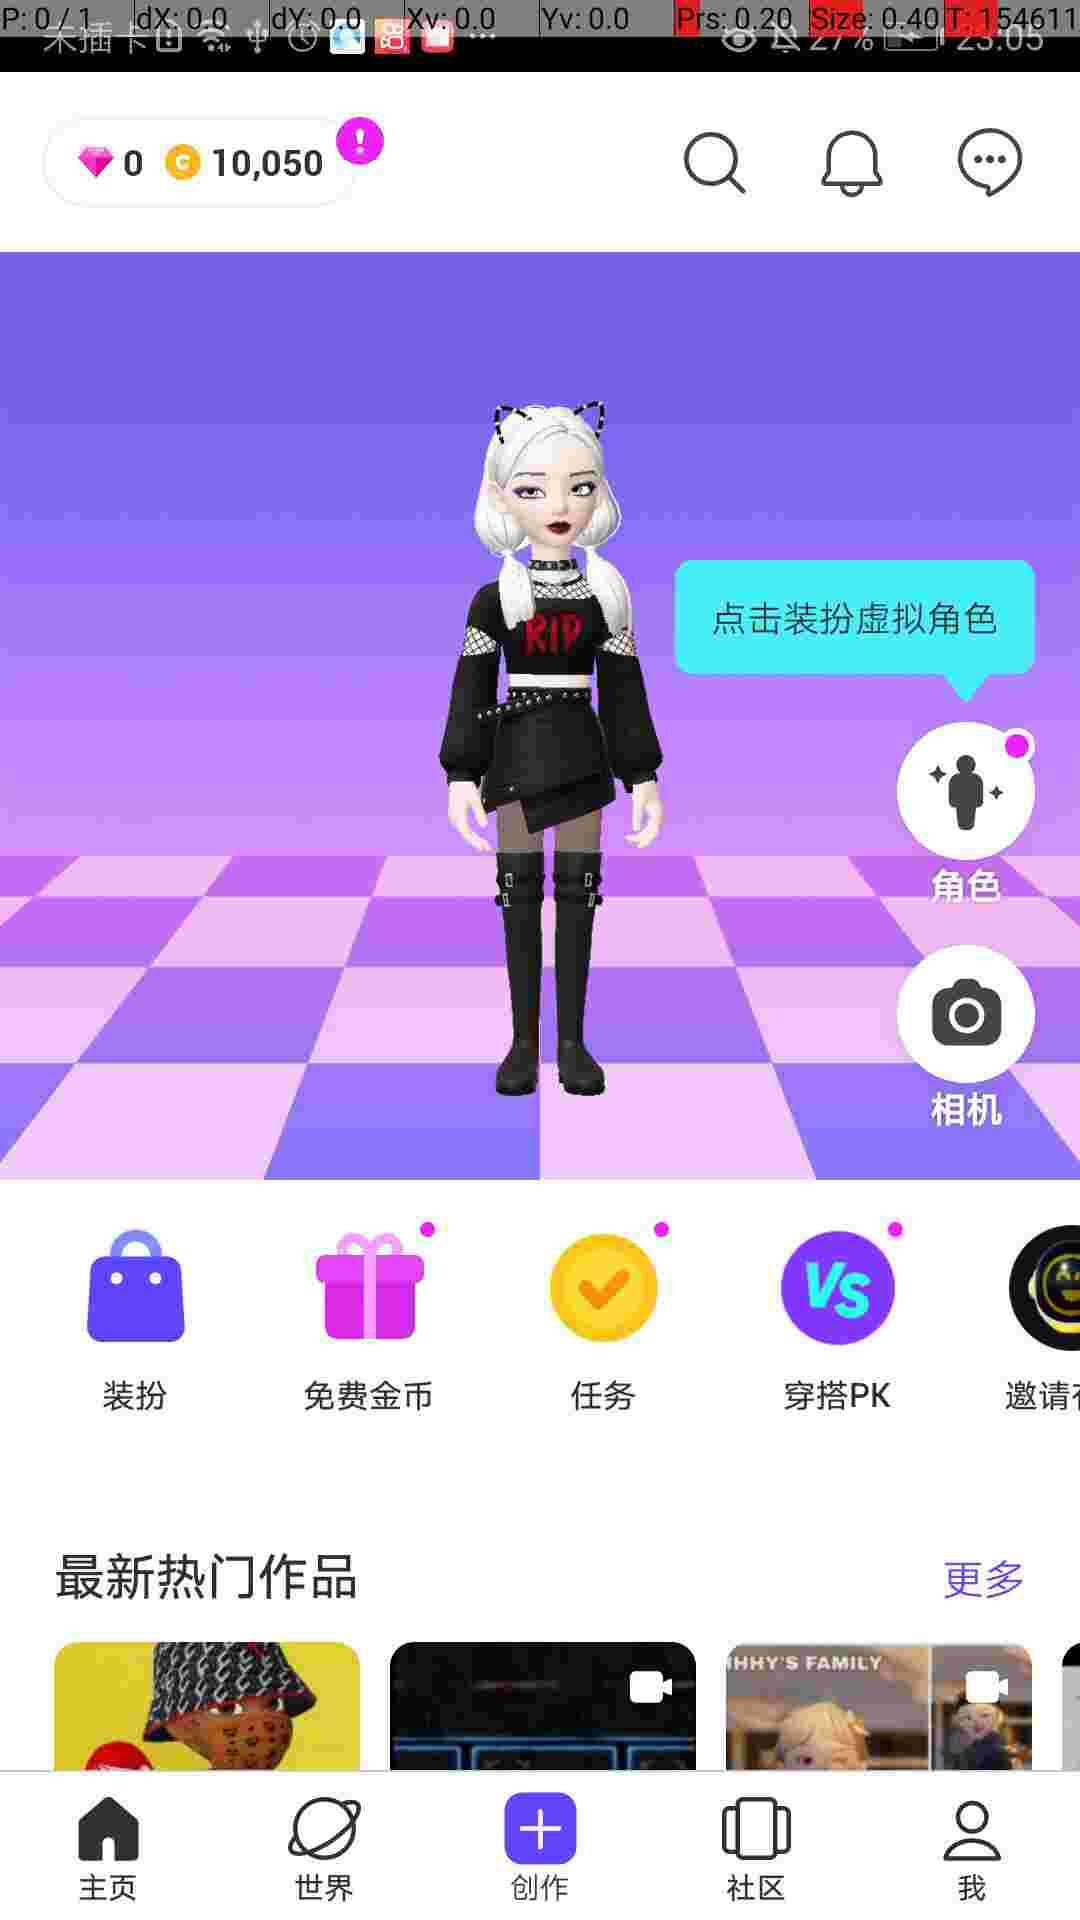 P: 0 / 1 dX: 0.0 dY: 0.0 Xv: 0.0 Yv: 0.0 Prs: 0.20 Size: 0.40 T: 154611
未插卡 27% 23:05
0 C 10,050 !
RIP
点击装扮虚拟角色
角色
相机
VS
装扮 免费金币 任务 穿搭PK 邀请
最新热门作品 更多
HHY'S FAMILY
主页 世界 创作 社区 我